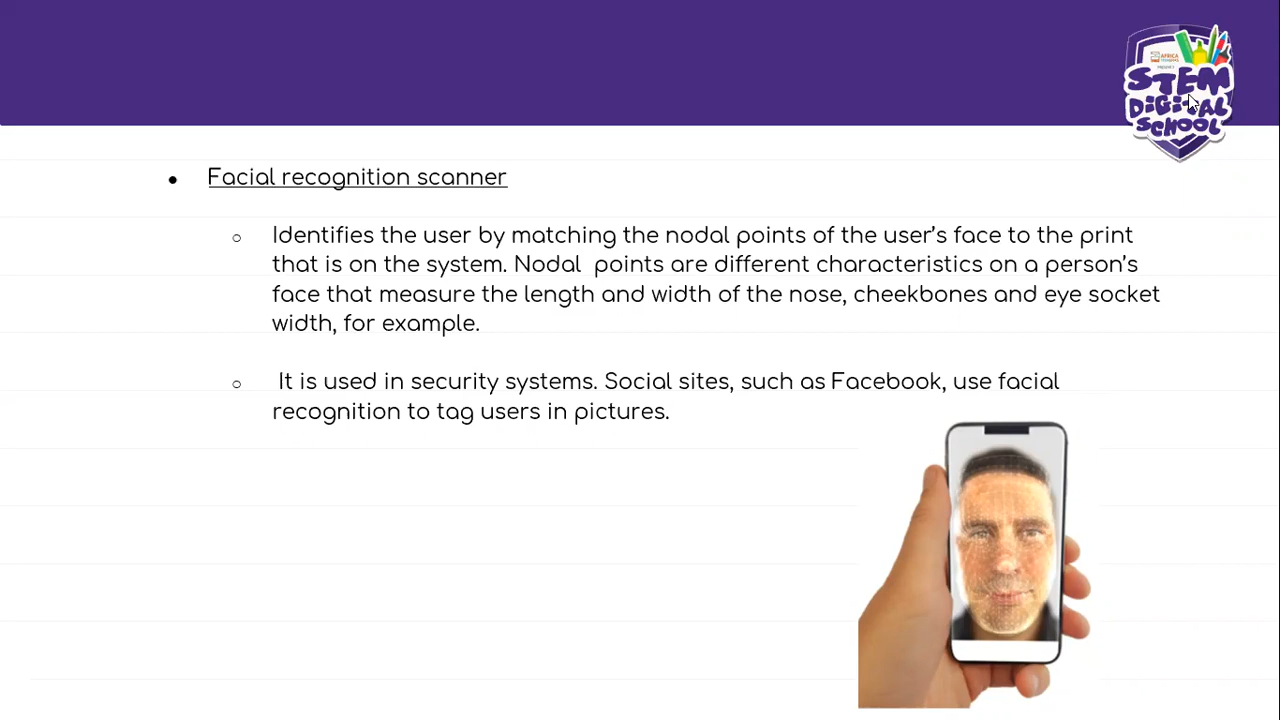 AFRICA
STEM
DIGITAL
SCHOOL
Facial recognition scanner
Identifies the user by matching the nodal points of the user’s face to the print
that is on the system. Nodal  points are different characteristics on a person’s
face that measure the length and width of the nose, cheekbones and eye socket
width, for example.
It is used in security systems. Social sites, such as Facebook, use facial
recognition to tag users in pictures.